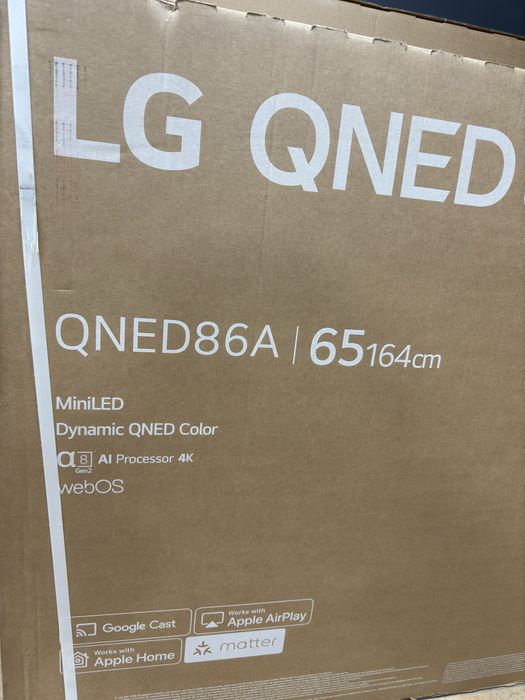 LG QNED
QNED86A | 65 164cm
MiniLED
Dynamic QNED Color
α8 AI Processor 4K
Gen2
webOS
Google Cast
Works with
Apple AirPlay
Works with
Apple Home
matter